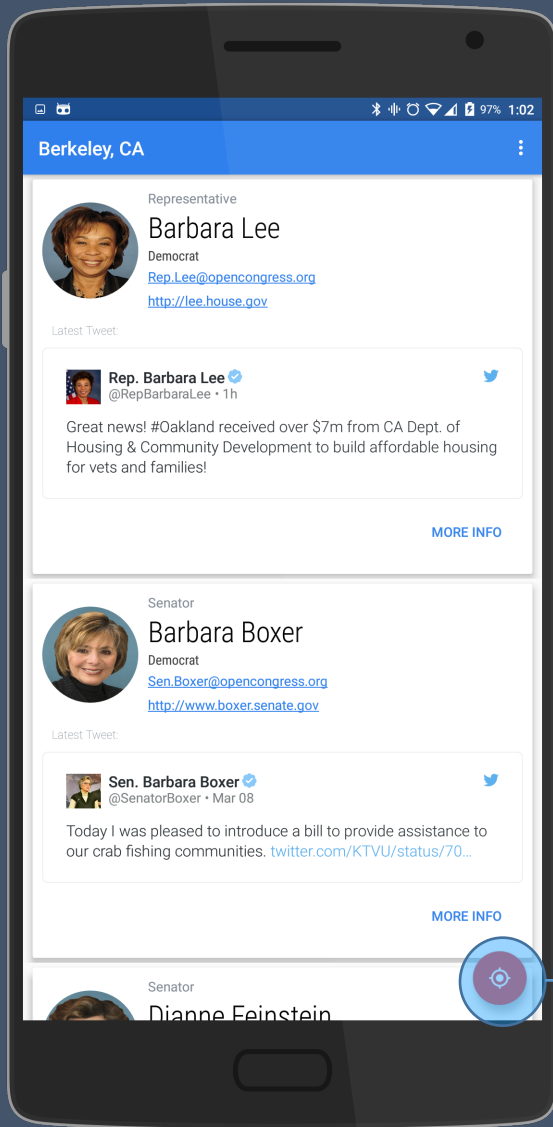 97% 1:02
Berkeley, CA
Representative
Barbara Lee
Democrat
Rep.Lee@opencongress.org
http://lee.house.gov
Latest Tweet:
Rep. Barbara Lee
@RepBarbaraLee • 1h
Great news! #Oakland received over $7m from CA Dept. of
Housing & Community Development to build affordable housing
for vets and families!
MORE INFO
Senator
Barbara Boxer
Democrat
Sen.Boxer@opencongress.org
http://www.boxer.senate.gov
Latest Tweet:
Sen. Barbara Boxer
@SenatorBoxer • Mar 08
Today I was pleased to introduce a bill to provide assistance to
our crab fishing communities. twitter.com/KTVU/status/70...
MORE INFO
Senator
Dianne Feinstein